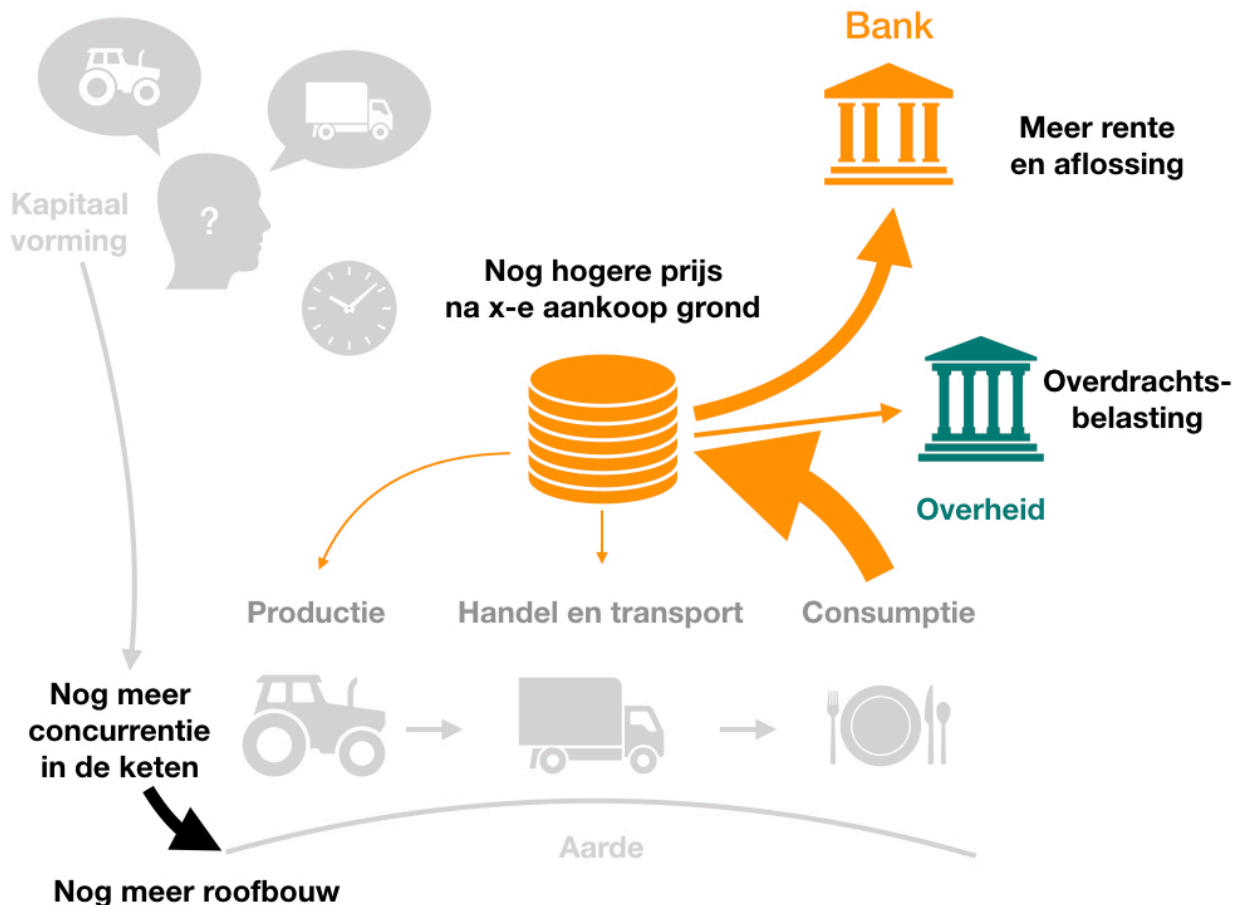 Bank
Meer rente
en aflossing
Kapitaal
vorming
?
Nog hogere prijs
na x-e aankoop grond
Overdrachts-
belasting
Overheid
Productie
Handel en transport
Consumptie
Nog meer
concurrentie
in de keten
Aarde
Nog meer roofbouw